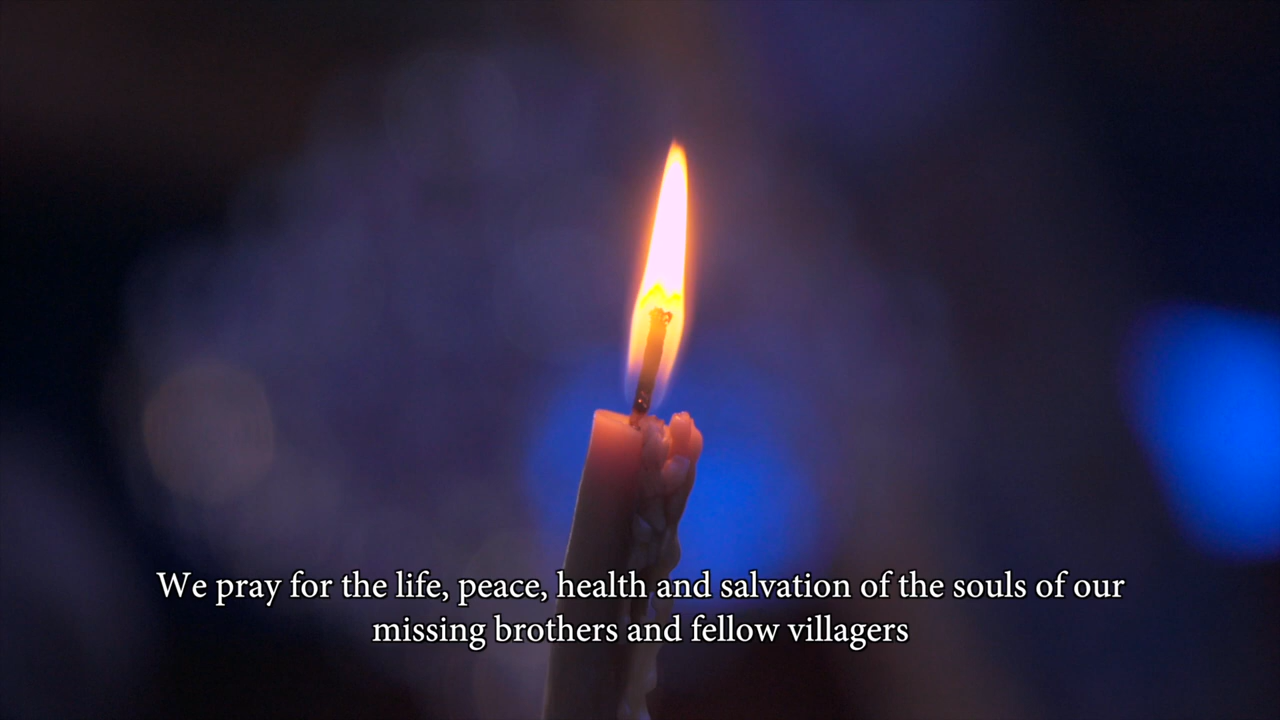 We pray for the life, peace, health and salvation of the souls of our
missing brothers and fellow villagers